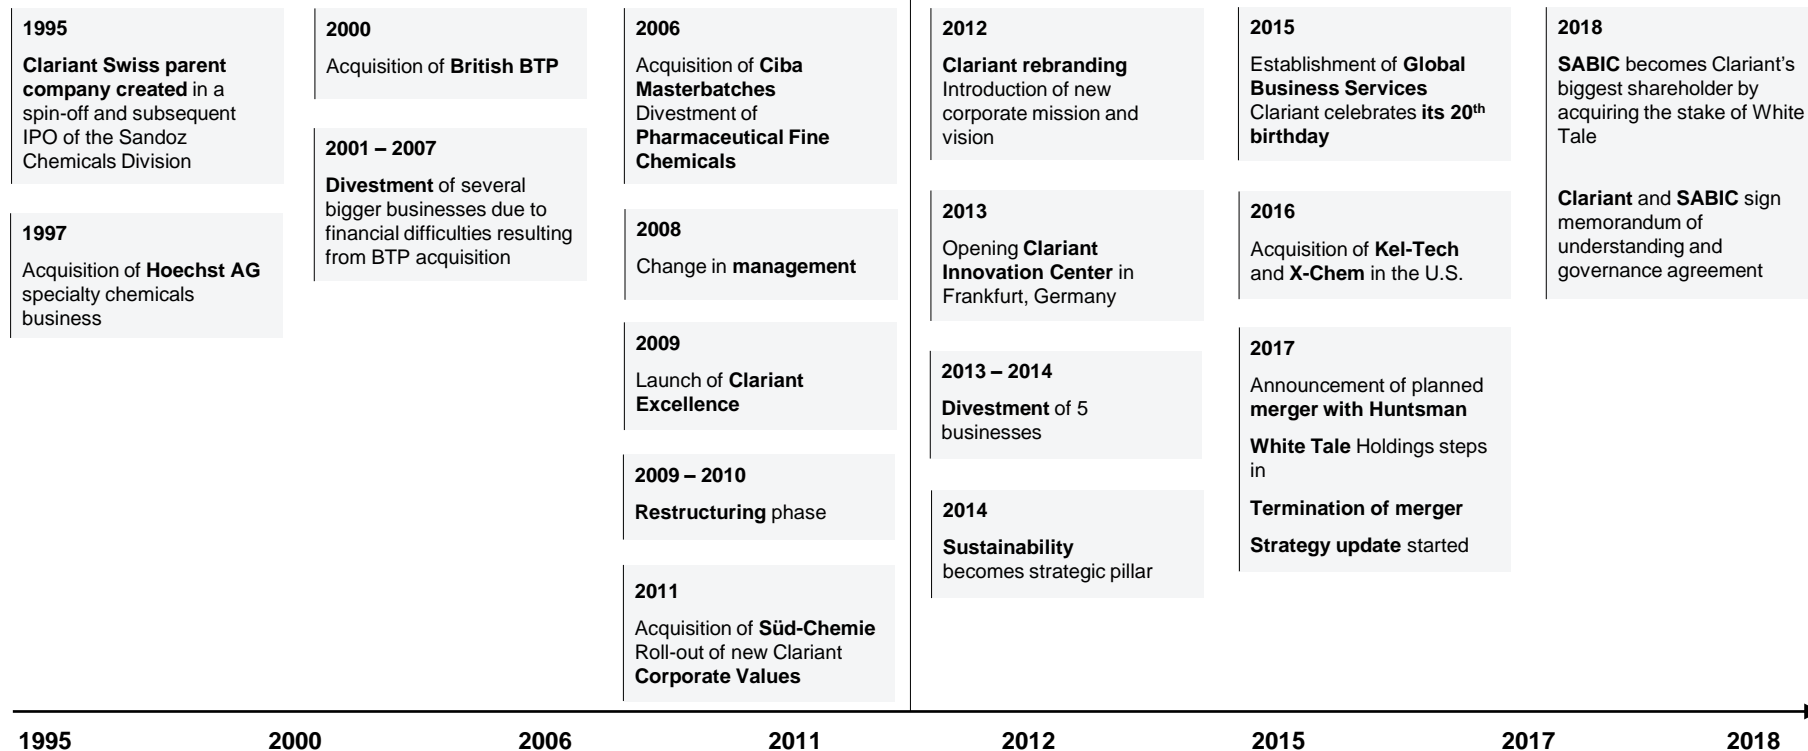 1995
Clariant Swiss parent
company created in a
spin-off and subsequent
IPO of the Sandoz
Chemicals Division
1997
Acquisition of Hoechst AG
specialty chemicals
business
2000
Acquisition of British BTP
2001 – 2007
Divestment of several
bigger businesses due to
financial difficulties resulting
from BTP acquisition
2006
Acquisition of Ciba
Masterbatches
Divestment of
Pharmaceutical Fine
Chemicals
2008
Change in management
2009
Launch of Clariant
Excellence
2009 – 2010
Restructuring phase
2011
Acquisition of Süd-Chemie
Roll-out of new Clariant
Corporate Values
2012
Clariant rebranding
Introduction of new
corporate mission and
vision
2013
Opening Clariant
Innovation Center in
Frankfurt, Germany
2013 – 2014
Divestment of 5
businesses
2014
Sustainability
becomes strategic pillar
2015
Establishment of Global
Business Services
Clariant celebrates its 20th
birthday
2016
Acquisition of Kel-Tech
and X-Chem in the U.S.
2017
Announcement of planned
merger with Huntsman
White Tale Holdings steps
in
Termination of merger
Strategy update started
2018
SABIC becomes Clariant's
biggest shareholder by
acquiring the stake of White
Tale
Clariant and SABIC sign
memorandum of
understanding and
governance agreement
1995 2000 2006 2011 2012 2015 2017 2018